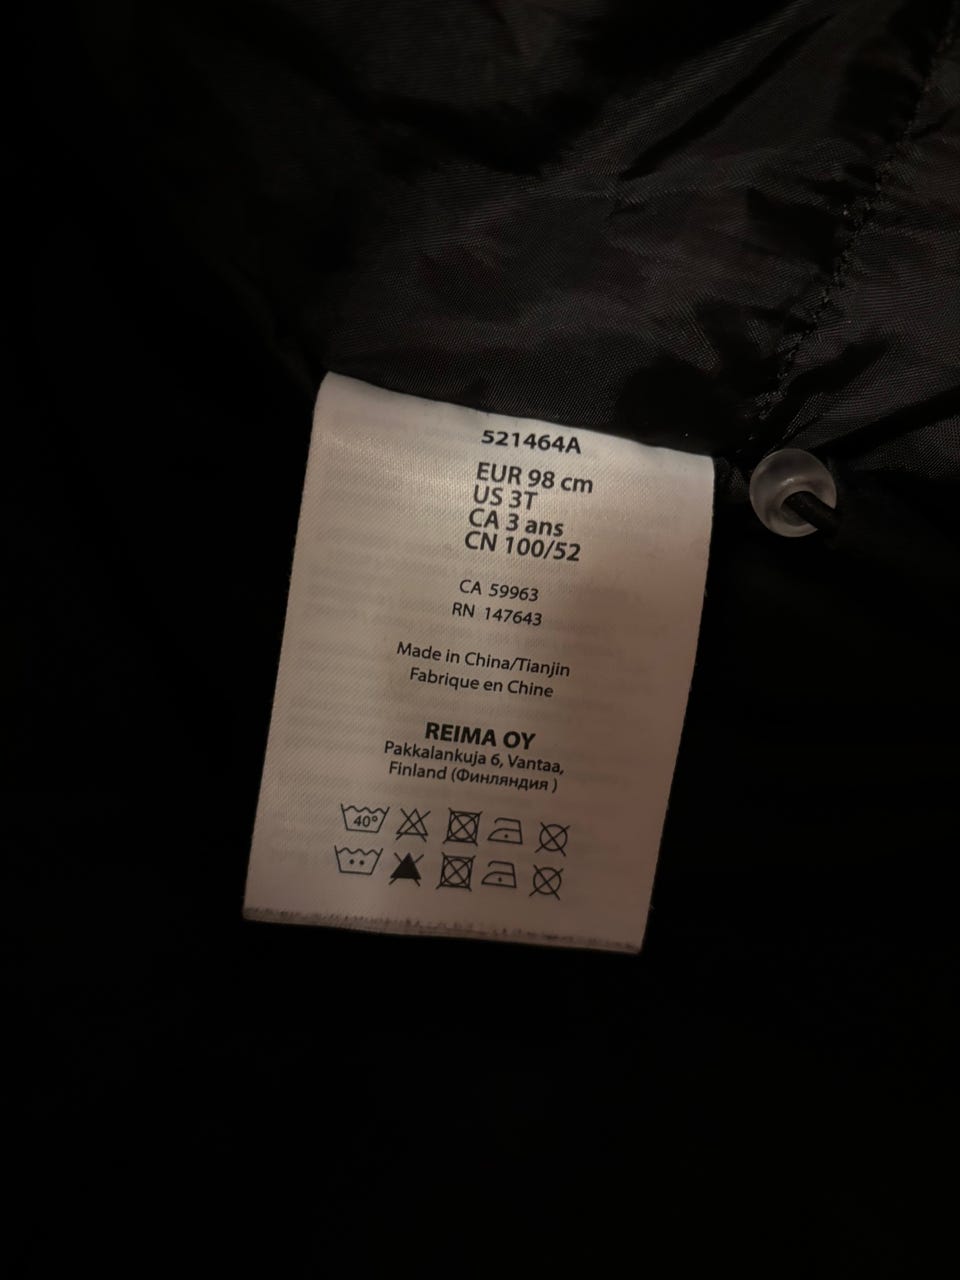 521464A
EUR 98 cm
US 3T
CA 3 ans
CN 100/52
CA 59963
RN 147643
Made in China/Tianjin
Fabrique en Chine
REIMA OY
Pakkalankuja 6, Vantaa,
Finland (Финляндия )
40°